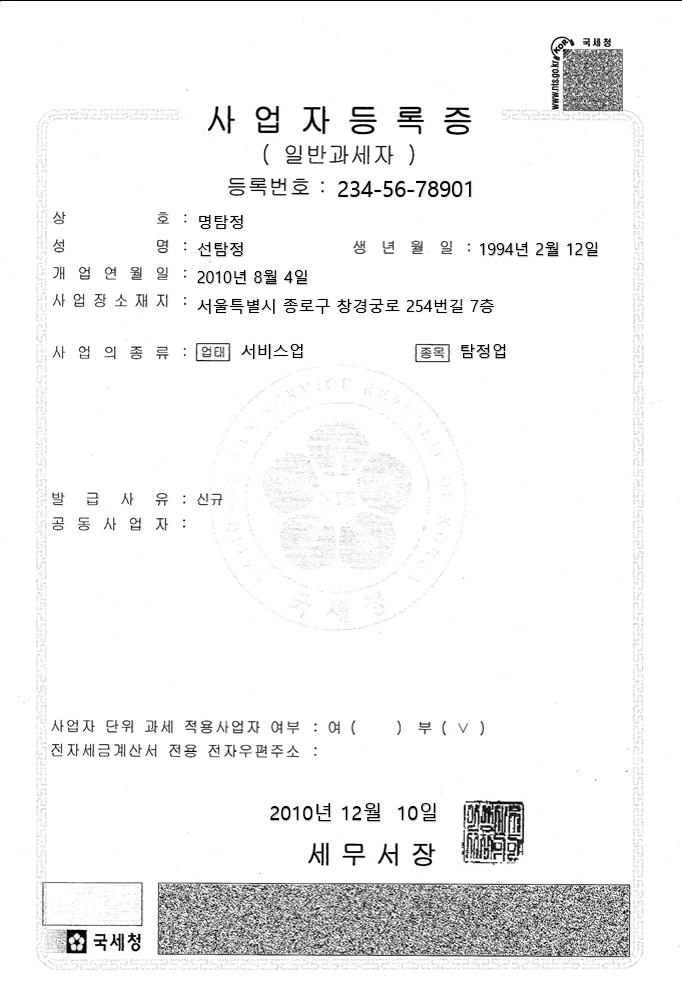 국세청
KOR
www.nts.go.kr
사업자등록증
( 일반과세자 )
등록번호 : 234-56-78901
상 호 : 명탐정
성 명 : 선탐정 생 년 월 일 : 1994년 2월 12일
개 업 연 월 일 : 2010년 8월 4일
사 업 장 소 재 지 : 서울특별시 종로구 창경궁로 254번길 7층
사 업 의 종 류 : 업태 서비스업 종목 탐정업
NTS
국세청
발 급 사 유 : 신규
공 동 사 업 자 :
사업자 단위 과세 적용사업자 여부 : 여 ( ) 부 ( ∨ )
전자세금계산서 전용 전자우편주소 :
2010년 12월 10일
세 무 서 장
국세청